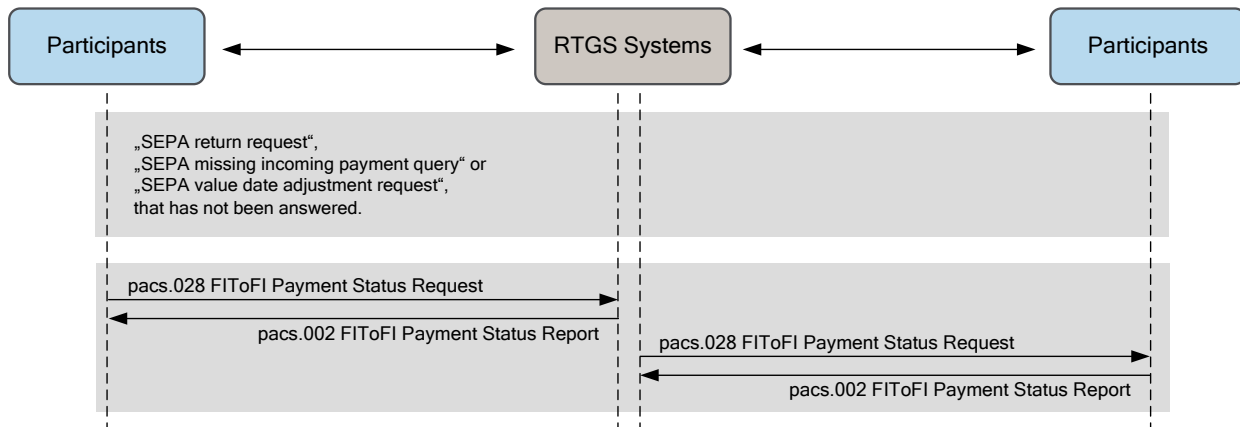 Participants
RTGS Systems
Participants
„SEPA return request“,
„SEPA missing incoming payment query“ or
„SEPA value date adjustment request“,
that has not been answered.
pacs.028 FIToFI Payment Status Request
pacs.002 FIToFI Payment Status Report
pacs.028 FIToFI Payment Status Request
pacs.002 FIToFI Payment Status Report